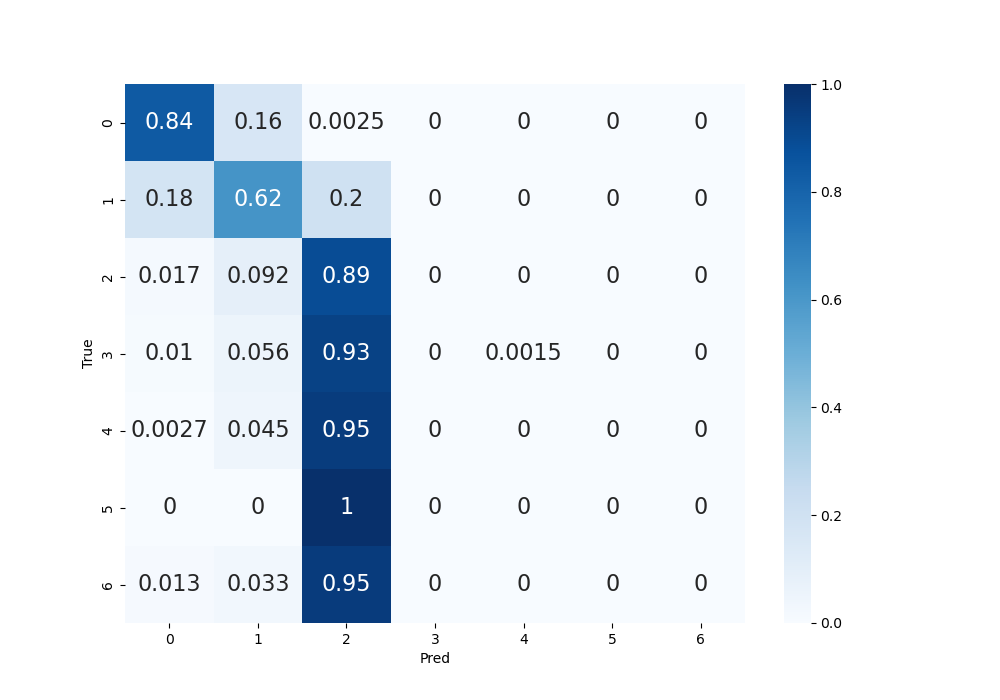 0 0.84 0.16 0.0025 0 0 0 0
1 0.18 0.62 0.2 0 0 0 0
2 0.017 0.092 0.89 0 0 0 0
3 0.01 0.056 0.93 0 0.0015 0 0
4 0.0027 0.045 0.95 0 0 0 0
5 0 0 1 0 0 0 0
6 0.013 0.033 0.95 0 0 0 0
0 1 2 3 4 5 6
Pred
True
1.0
0.8
0.6
0.4
0.2
0.0